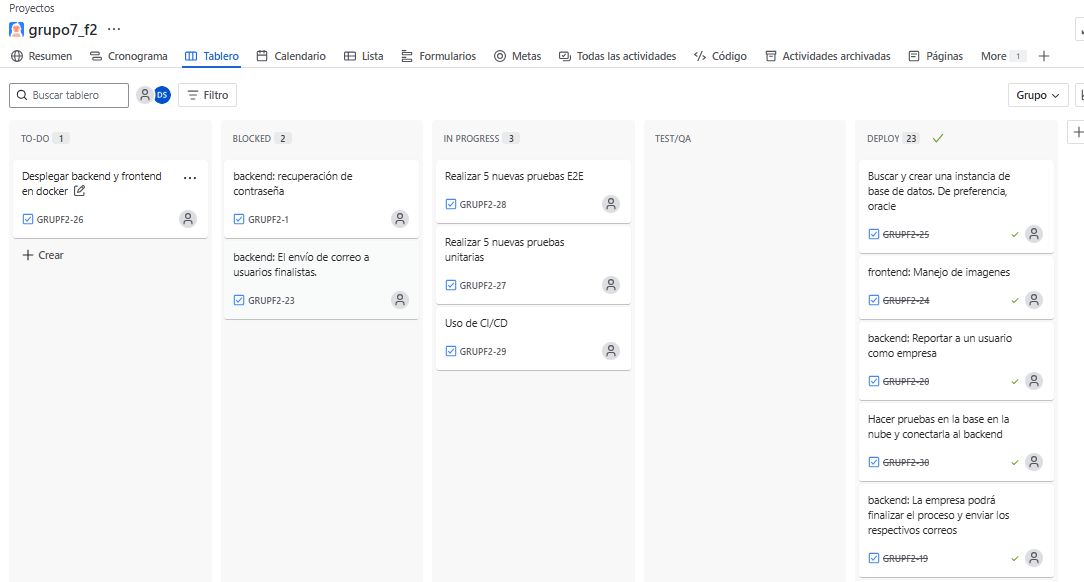 Proyectos
grupo7_f2 ···
Resumen
Cronograma
Tablero
Calendario
Lista
Formularios
Metas
Todas las actividades
Código
Actividades archivadas
Páginas
More 1
Buscar tablero
DS
Filtro
Grupo
TO-DO 1
Desplegar backend y frontend
en docker
GRUPF2-26
Crear
BLOCKED 2
backend: recuperación de
contraseña
GRUPF2-1
backend: El envío de correo a
usuarios finalistas.
GRUPF2-23
IN PROGRESS 3
Realizar 5 nuevas pruebas E2E
GRUPF2-28
Realizar 5 nuevas pruebas
unitarias
GRUPF2-27
Uso de CI/CD
GRUPF2-29
TEST/QA
DEPLOY 23
Buscar y crear una instancia de
base de datos. De preferencia,
oracle
GRUPF2-25
frontend: Manejo de imagenes
GRUPF2-24
backend: Reportar a un usuario
como empresa
GRUPF2-20
Hacer pruebas en la base en la
nube y conectarla al backend
GRUPF2-30
backend: La empresa podrá
finalizar el proceso y enviar los
respectivos correos
GRUPF2-19